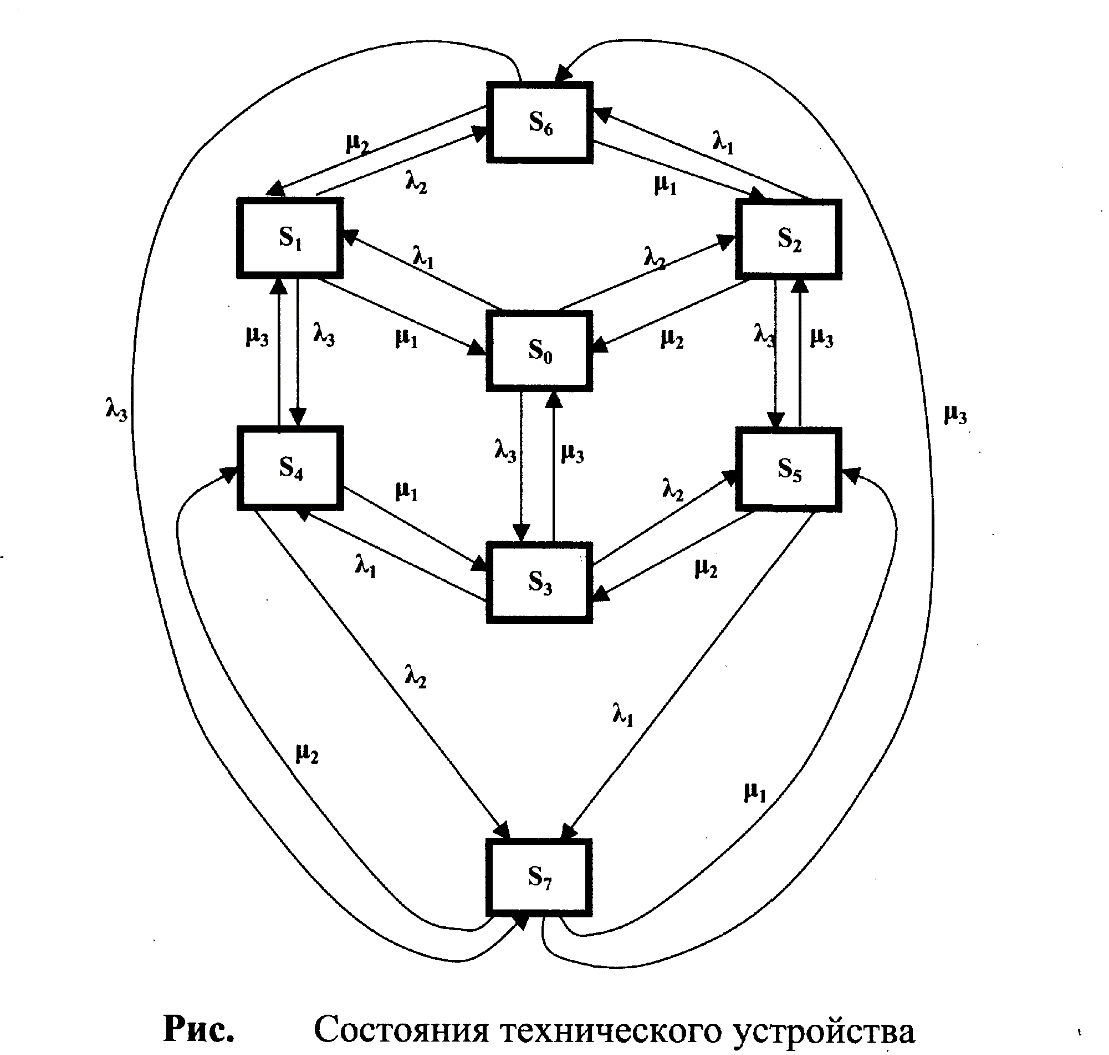 S₆
μ₂
λ₁
λ₂
μ₁
S₁
S₂
λ₁
λ₂
μ₃
λ₃
μ₁
S₀
μ₂
λ₃
μ₃
λ₃
μ₃
λ₃
μ₃
S₄
μ₁
λ₂
S₅
λ₁
S₃
μ₂
λ₂
λ₁
μ₂
μ₁
S₇
Рис. Состояния технического устройства